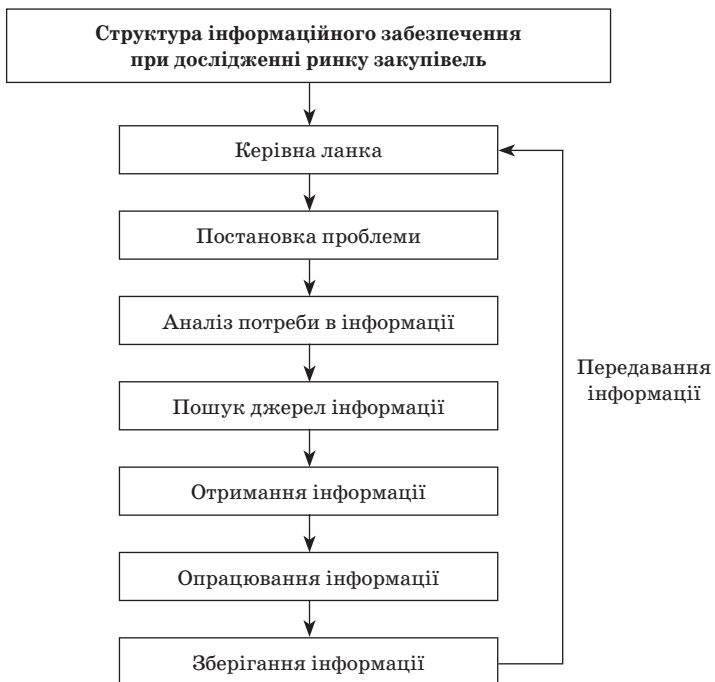 Структура інформаційного забезпечення
при дослідженні ринку закупівель
Керівна ланка
Постановка проблеми
Аналіз потреби в інформації
Пошук джерел інформації
Отримання інформації
Опрацювання інформації
Зберігання інформації
Передавання
інформації